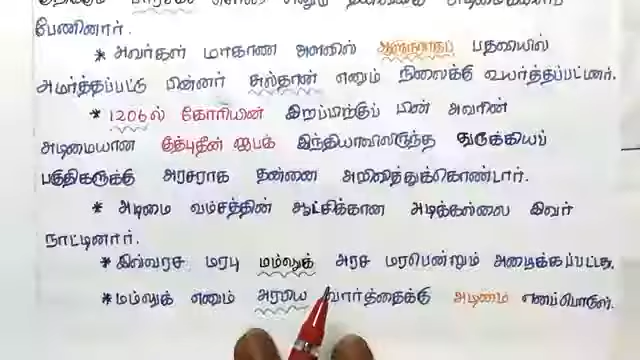 பேணினார்.
* அவர்கள் மாகாண அளவில் ஆளுநராகப் பதவியில்
அமர்த்தப்பட்டு பின்னர் சுல்தான் எனும் நிலைக்கு உயர்த்தப்பட்டனர்.
* 1206ல் கோரியின் இறப்பிற்குப் பின் அவரின்
அடிமையான குத்புதீன் ஐபக் இந்தியாவிலிருந்த துருக்கியப்
பகுதிகளுக்கு அரசராக தன்னை அறிவித்துக்கொண்டார்.
* அடிமை வம்சத்தின் ஆட்சிக்கான அடிக்கல்லை இவர்
நாட்டினார்.
* இவ்வரச மரபு மம்லுக் அரச மரபென்றும் அழைக்கப்பட்டது.
* மம்லுக் எனும் அரபிய வார்த்தைக்கு அடிமை எனப்பொருள்.